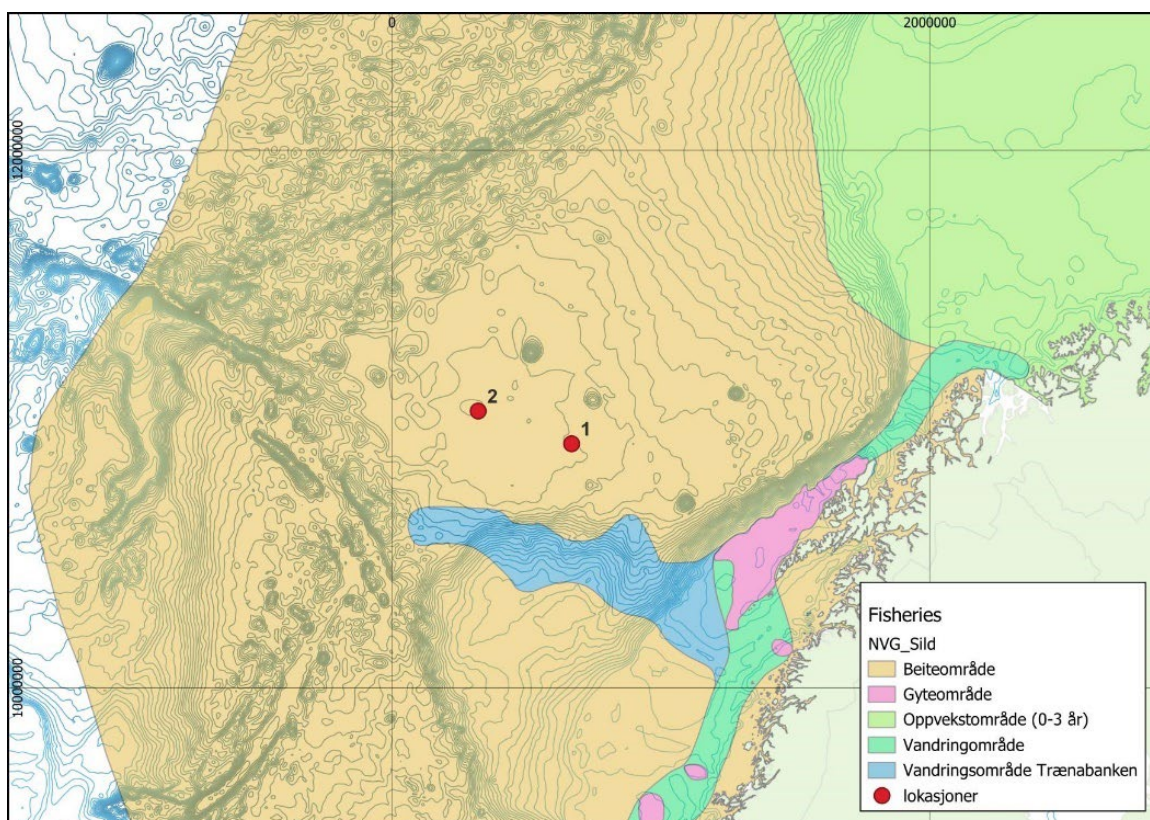 0
2000000
12000000
2
1
10000000
Fisheries
NVG_Sild
Beiteområde
Gyteområde
Oppvekstområde (0-3 år)
Vandringområde
Vandringsområde Trænabanken
lokasjoner